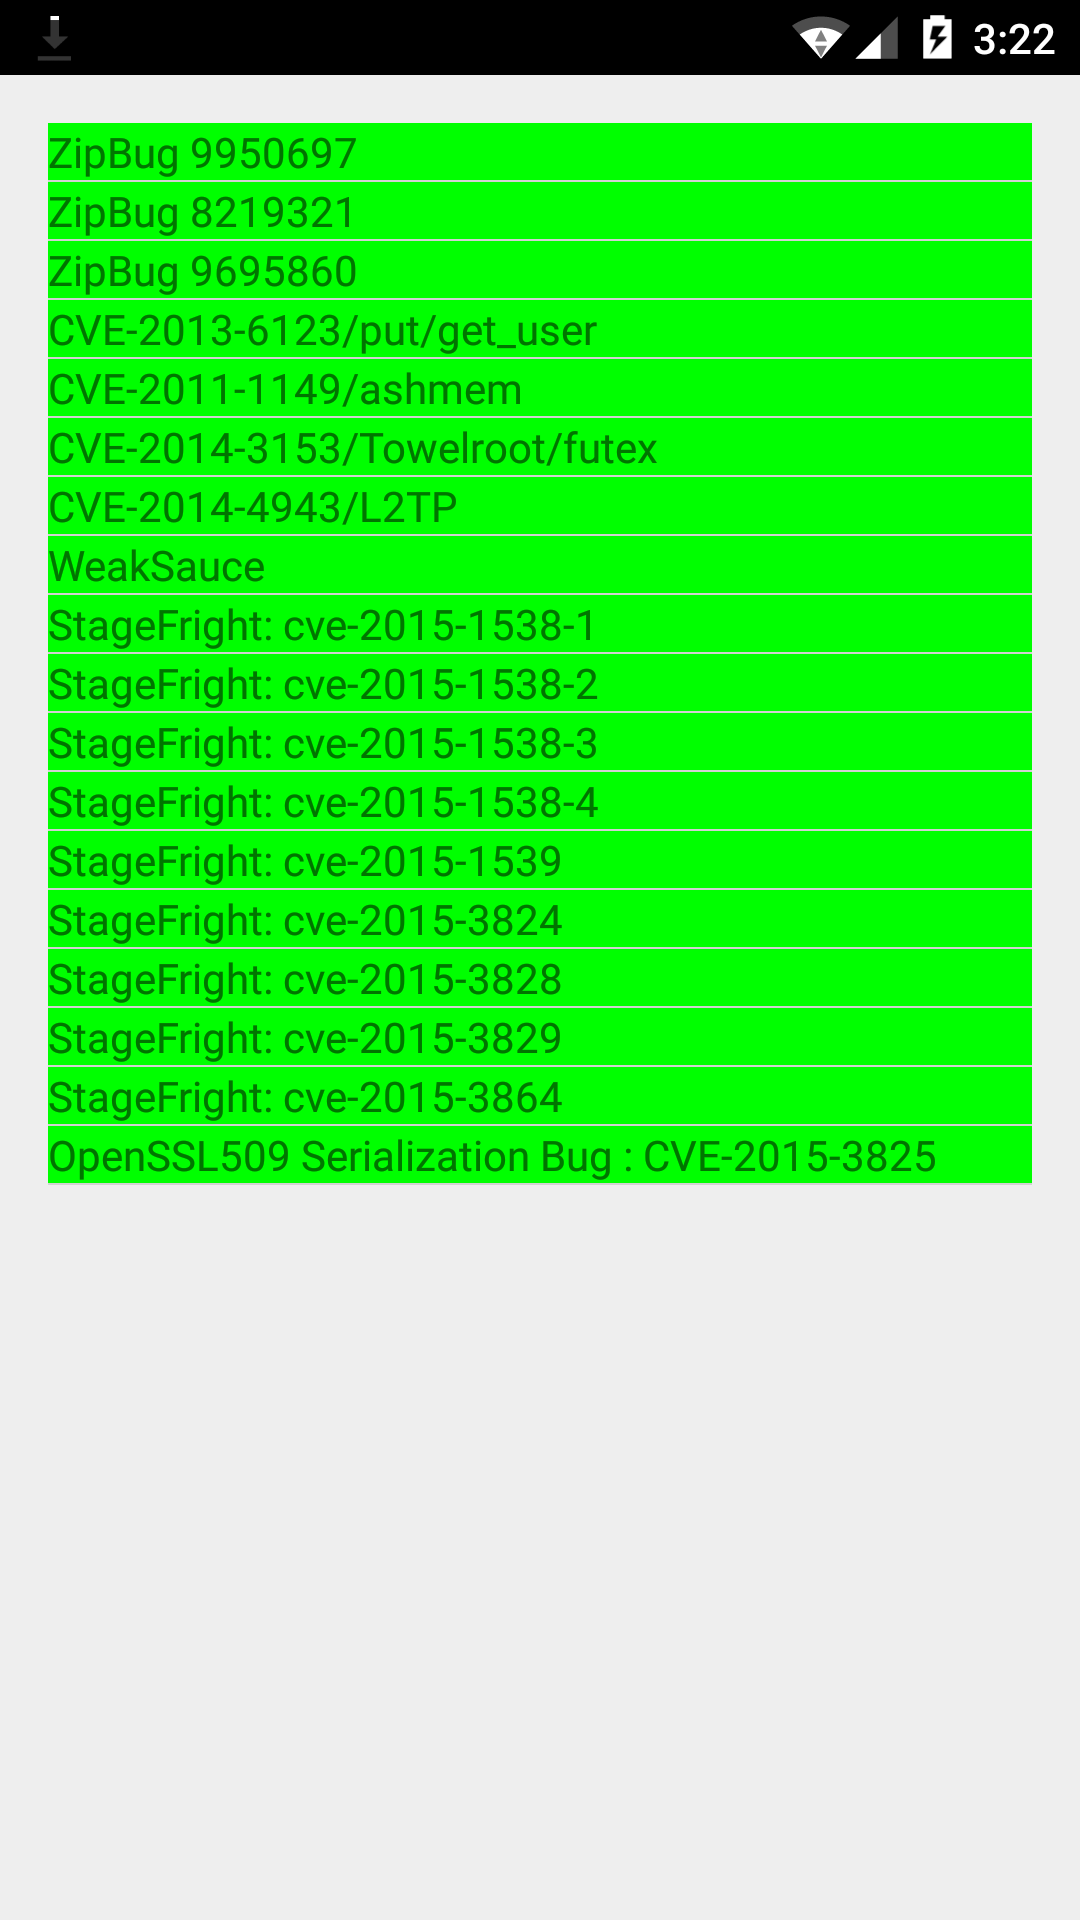 3:22
ZipBug 9950697
ZipBug 8219321
ZipBug 9695860
CVE-2013-6123/put/get_user
CVE-2011-1149/ashmem
CVE-2014-3153/Towelroot/futex
CVE-2014-4943/L2TP
WeakSauce
StageFright: cve-2015-1538-1
StageFright: cve-2015-1538-2
StageFright: cve-2015-1538-3
StageFright: cve-2015-1538-4
StageFright: cve-2015-1539
StageFright: cve-2015-3824
StageFright: cve-2015-3828
StageFright: cve-2015-3829
StageFright: cve-2015-3864
OpenSSL509 Serialization Bug : CVE-2015-3825